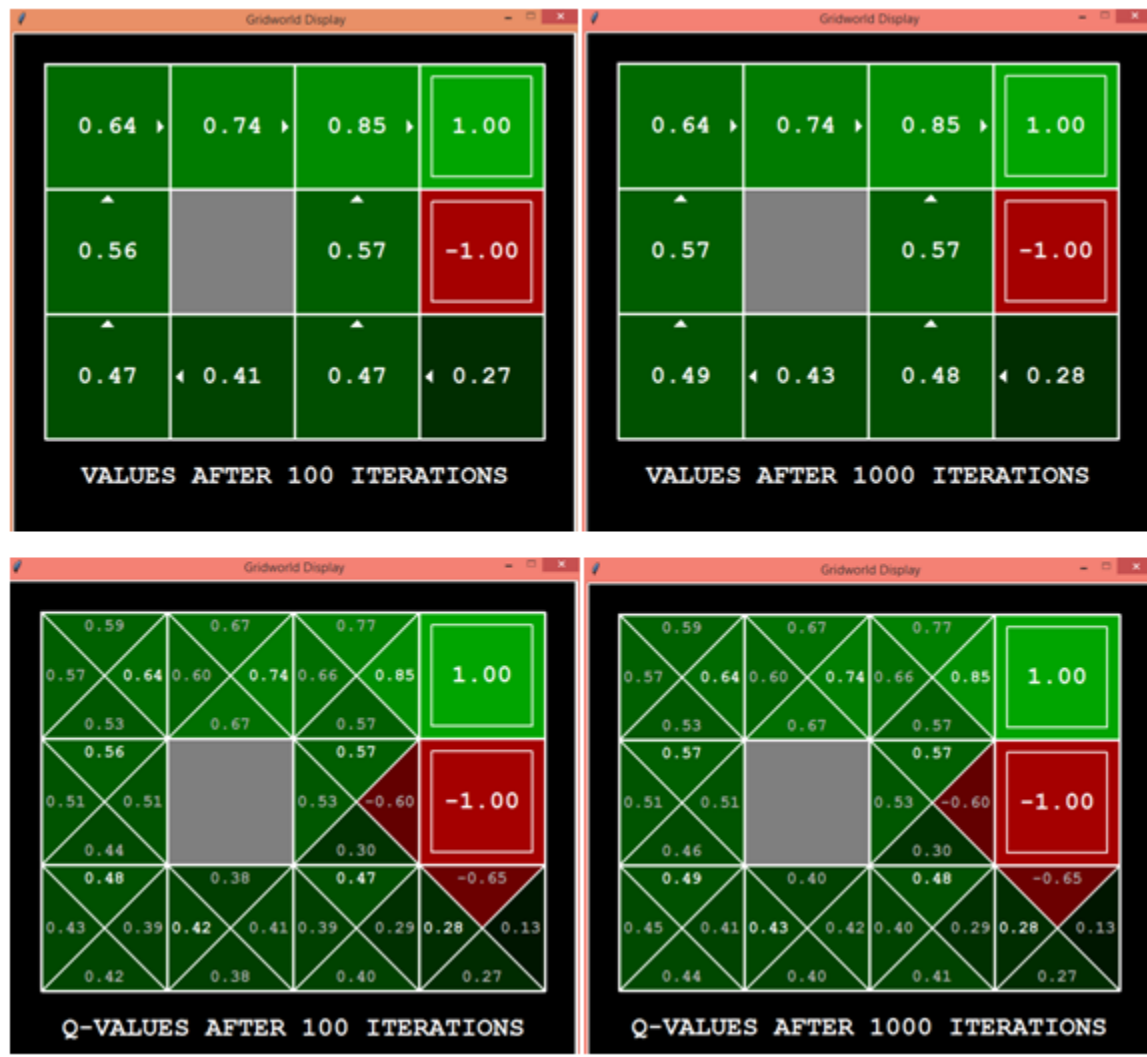 Gridworld Display
0.64 0.74 0.85 1.00
0.56 0.57 -1.00
0.47 0.41 0.47 0.27
VALUES AFTER 100 ITERATIONS
Gridworld Display
0.64 0.74 0.85 1.00
0.57 0.57 -1.00
0.49 0.43 0.48 0.28
VALUES AFTER 1000 ITERATIONS
Gridworld Display
0.59 0.67 0.77
0.57 0.64 0.60 0.74 0.66 0.85 1.00
0.53 0.67 0.57
0.56 0.57
0.51 0.51 0.53 -0.60 -1.00
0.44 0.30
0.48 0.38 0.47 -0.65
0.43 0.39 0.42 0.41 0.39 0.29 0.28 0.13
0.42 0.38 0.40 0.27
Q-VALUES AFTER 100 ITERATIONS
Gridworld Display
0.59 0.67 0.77
0.57 0.64 0.60 0.74 0.66 0.85 1.00
0.53 0.67 0.57
0.57 0.57
0.51 0.51 0.53 -0.60 -1.00
0.46 0.30
0.49 0.40 0.48 -0.65
0.45 0.41 0.43 0.42 0.40 0.29 0.28 0.13
0.44 0.40 0.41 0.27
Q-VALUES AFTER 1000 ITERATIONS